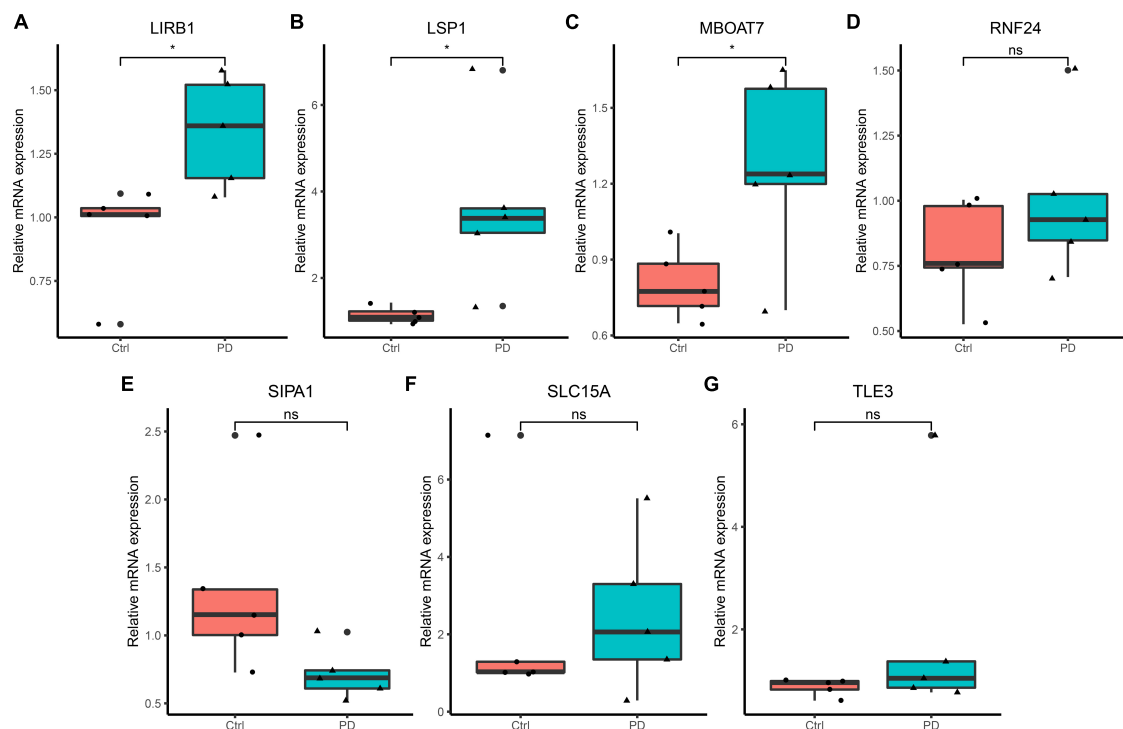 A
LIRB1
*
Relative mRNA expression
1.50
1.25
1.00
0.75
Ctrl
PD
B
LSP1
*
Relative mRNA expression
6
4
2
Ctrl
PD
C
MBOAT7
*
Relative mRNA expression
1.5
1.2
0.9
0.6
Ctrl
PD
D
RNF24
ns
Relative mRNA expression
1.50
1.25
1.00
0.75
0.50
Ctrl
PD
E
SIPA1
ns
Relative mRNA expression
2.5
2.0
1.5
1.0
0.5
Ctrl
PD
F
SLC15A
ns
Relative mRNA expression
6
4
2
0
Ctrl
PD
G
TLE3
ns
Relative mRNA expression
6
4
2
Ctrl
PD